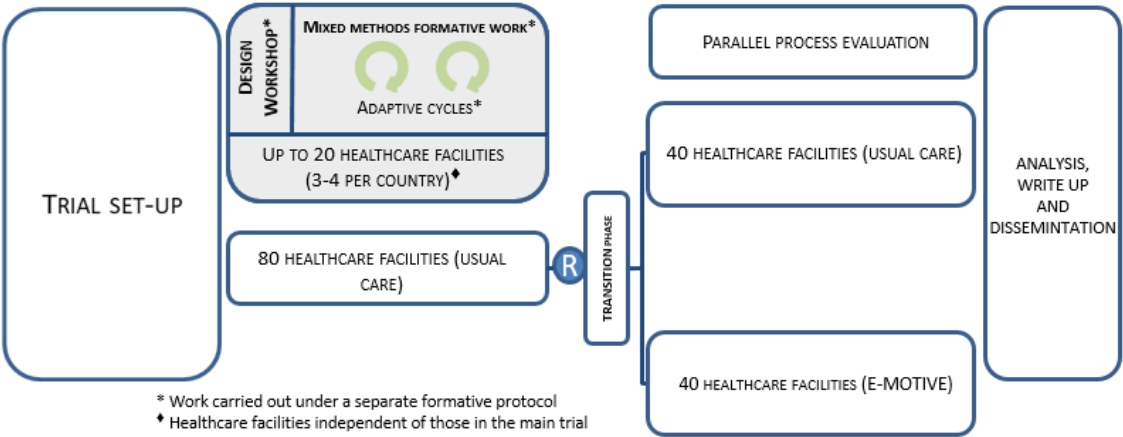 TRIAL SET-UP
DESIGN
WORKSHOP*
MIXED METHODS FORMATIVE WORK*
ADAPTIVE CYCLES*
UP TO 20 HEALTHCARE FACILITIES
(3-4 PER COUNTRY)♦
80 HEALTHCARE FACILITIES (USUAL
CARE)
R
TRANSITION PHASE
PARALLEL PROCESS EVALUATION
40 HEALTHCARE FACILITIES (USUAL CARE)
40 HEALTHCARE FACILITIES (E-MOTIVE)
ANALYSIS,
WRITE UP
AND
DISSEMINTATION
* Work carried out under a separate formative protocol
♦ Healthcare facilities independent of those in the main trial